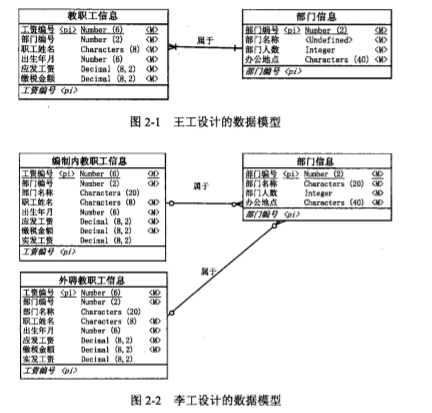 教职工信息
工资编号 <pi> Number (6) <M>
部门编号 Number (2) <M>
职工姓名 Characters (8) <M>
出生年月 Number (6) <M>
应发工资 Decimal (8,2) <M>
缴税金额 Decimal (8,2) <M>
工资编号 <pi>
属于
部门信息
部门编号 <pi> Number (2) <M>
部门名称 <Undefined> <M>
部门人数 Integer <M>
办公地点 Characters (40) <M>
部门编号 <pi>
图 2-1 王工设计的数据模型
编制内教职工信息
工资编号 <pi> Number (6) <M>
部门编号 Number (2) <M>
部门名称 Characters (20)
职工姓名 Characters (8) <M>
出生年月 Number (6)
应发工资 Decimal (8,2) <M>
缴税金额 Decimal (8,2) <M>
实发工资 Decimal (8,2)
工资编号 <pi>
属于
部门信息
部门编号 <pi> Number (2) <M>
部门名称 Characters (20) <M>
部门人数 Integer <M>
办公地点 Characters (40) <M>
部门编号 <pi>
外聘教职工信息
工资编号 <pi> Number (6) <M>
部门编号 Number (2) <M>
部门名称 Characters (20)
职工姓名 Characters (8) <M>
出生年月 Number (6) <M>
应发工资 Decimal (8,2) <M>
缴税金额 Decimal (8,2) <M>
实发工资 Decimal (8,2)
工资编号 <pi>
属于
图 2-2 李工设计的数据模型